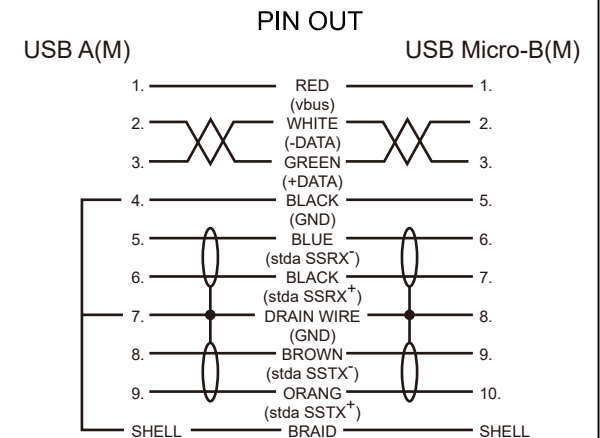 PIN OUT
USB A(M) USB Micro-B(M)
1. RED 1.
(vbus)
2. WHITE 2.
(-DATA)
3. GREEN 3.
(+DATA)
4. BLACK 5.
(GND)
5. BLUE 6.
(stda SSRX-)
6. BLACK 7.
(stda SSRX+)
7. DRAIN WIRE 8.
(GND)
8. BROWN 9.
(stda SSTX-)
9. ORANG 10.
(stda SSTX+)
SHELL BRAID SHELL